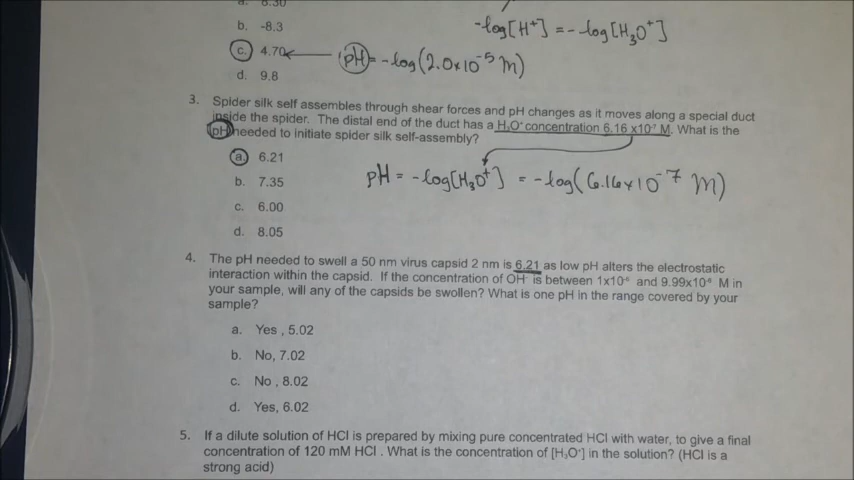 a. 8.30
-log[H⁺] = -log[H₃O⁺]
b. -8.3
c. 4.70 pH = -log(2.0x10⁻⁵ M)
d. 9.8
3. Spider silk self assembles through shear forces and pH changes as it moves along a special duct
inside the spider. The distal end of the duct has a H₃O⁺ concentration 6.16 x10⁻⁷ M. What is the
pH needed to initiate spider silk self-assembly?
a. 6.21
pH = -log[H₃O⁺] = -log(6.16x10⁻⁷ M)
b. 7.35
c. 6.00
d. 8.05
4. The pH needed to swell a 50 nm virus capsid 2 nm is 6.21 as low pH alters the electrostatic
interaction within the capsid. If the concentration of OH⁻ is between 1x10⁻⁶ and 9.99x10⁻⁶ M in
your sample, will any of the capsids be swollen? What is one pH in the range covered by your
sample?
a. Yes , 5.02
b. No, 7.02
c. No , 8.02
d. Yes, 6.02
5. If a dilute solution of HCl is prepared by mixing pure concentrated HCl with water, to give a final
concentration of 120 mM HCl . What is the concentration of [H₃O⁺] in the solution? (HCl is a
strong acid)